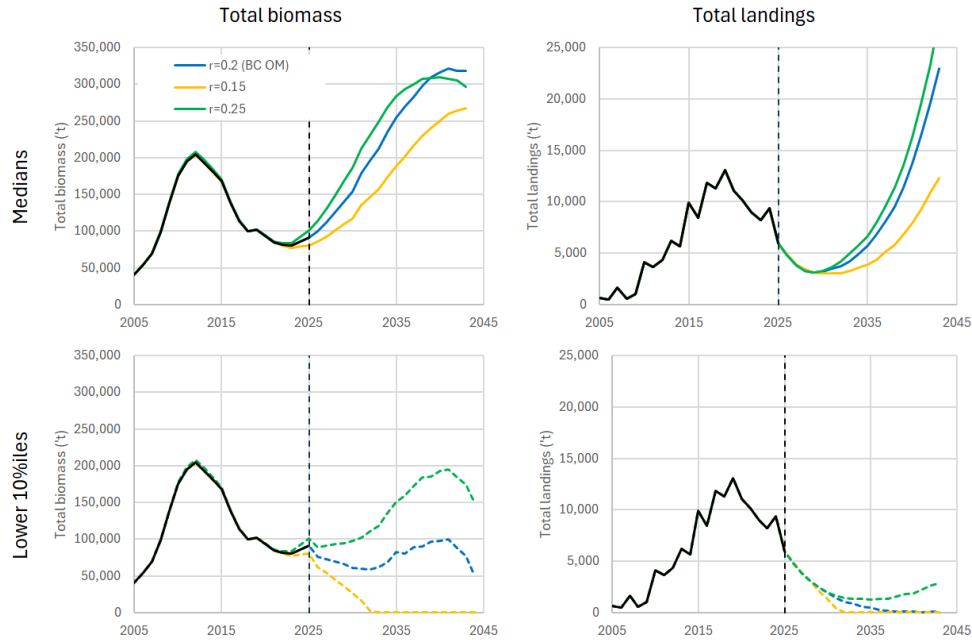 Total biomass
Total landings
Medians
Total biomass ('t)
350,000
300,000
250,000
200,000
150,000
100,000
50,000
0
r=0.2 (BC OM)
r=0.15
r=0.25
2005 2015 2025 2035 2045
Total landings ('t)
25,000
20,000
15,000
10,000
5,000
0
2005 2015 2025 2035 2045
Lower 10%iles
Total biomass ('t)
350,000
300,000
250,000
200,000
150,000
100,000
50,000
0
2005 2015 2025 2035 2045
Total landings ('t)
25,000
20,000
15,000
10,000
5,000
0
2005 2015 2025 2035 2045